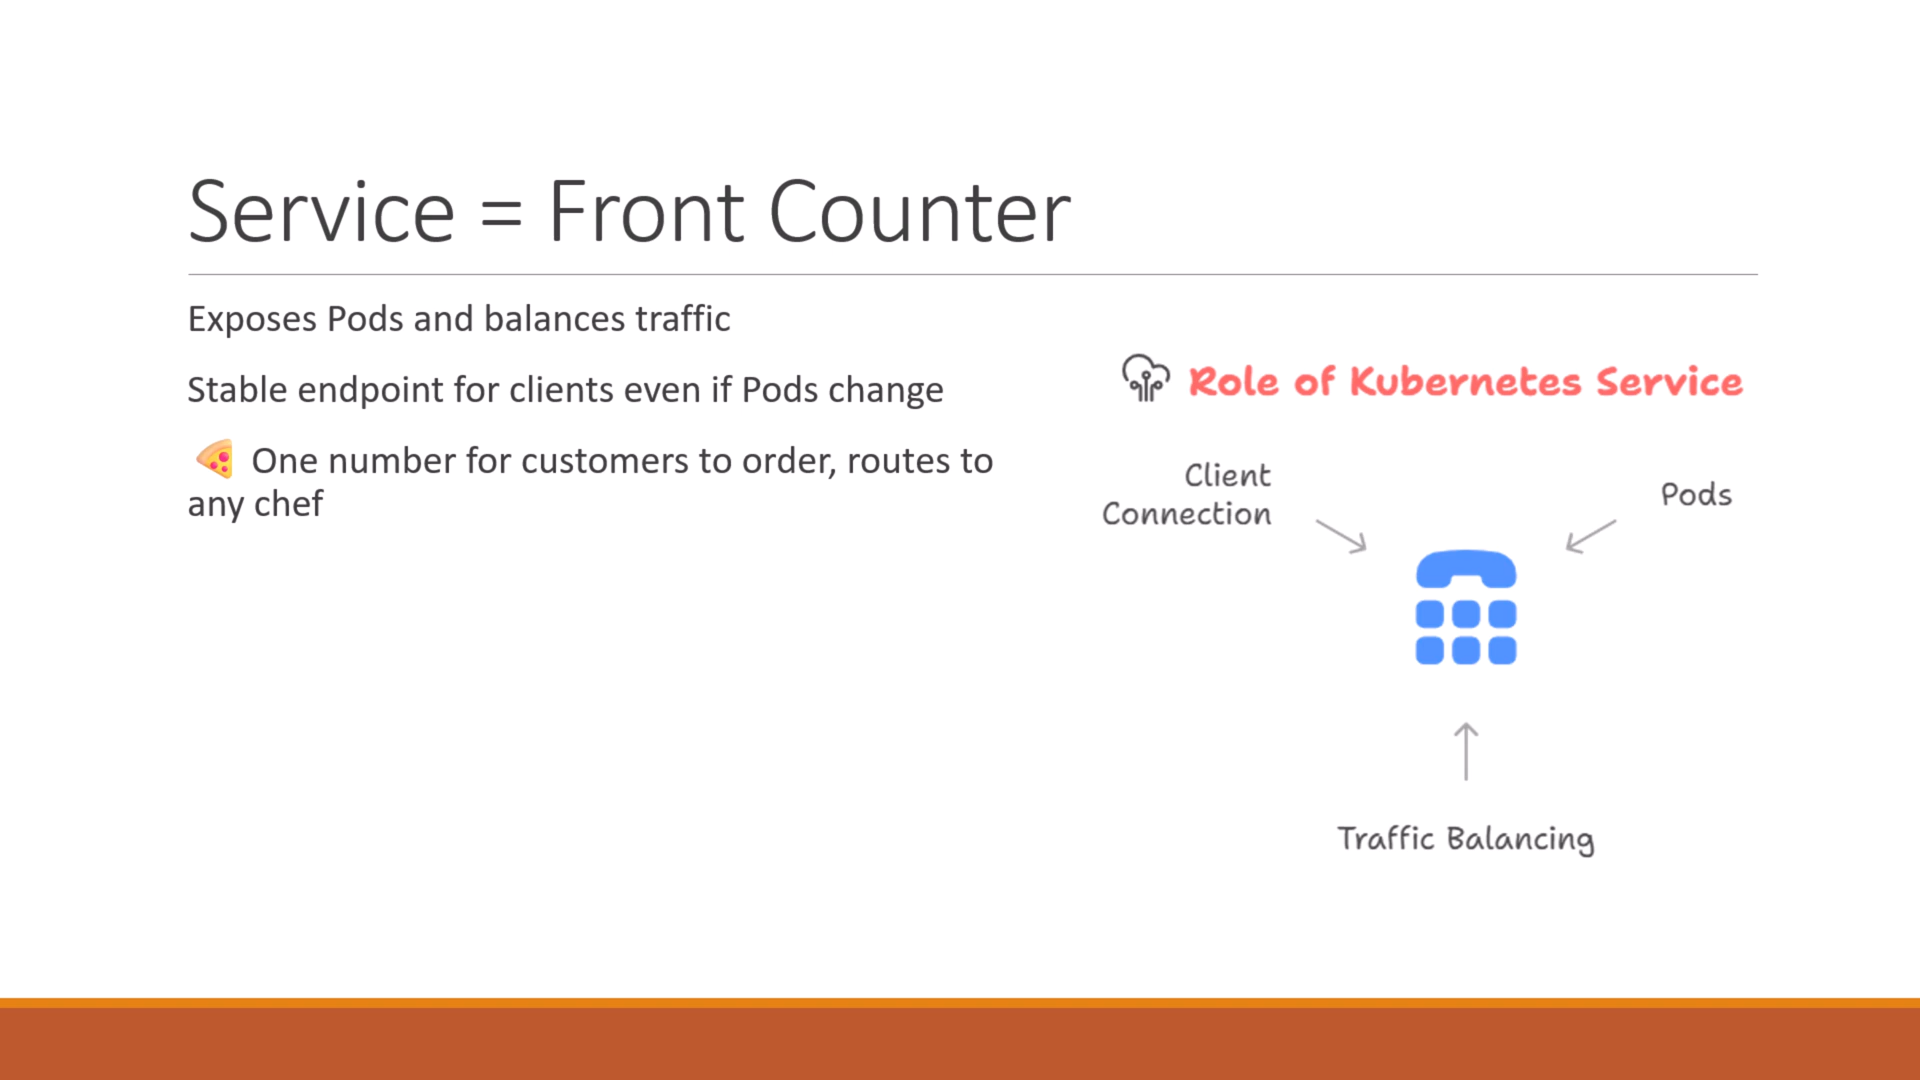 Service = Front Counter
Exposes Pods and balances traffic
Stable endpoint for clients even if Pods change
🍕 One number for customers to order, routes to
any chef
Role of Kubernetes Service
Client
Connection
Pods
Traffic Balancing